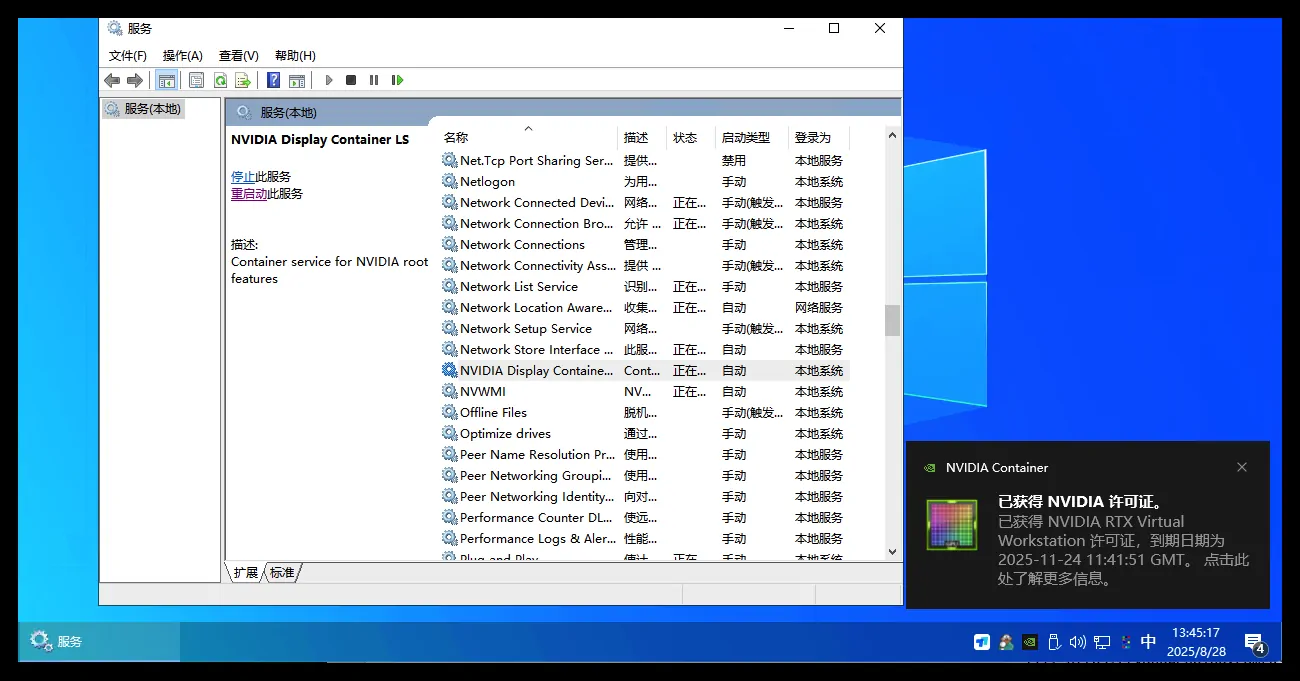 服务
文件(F) 操作(A) 查看(V) 帮助(H)
服务(本地)
服务(本地)
NVIDIA Display Container LS
停止此服务
重启动此服务
描述:
Container service for NVIDIA root
features
名称 描述 状态 启动类型 登录为
Net.Tcp Port Sharing Ser... 提供... 禁用 本地服务
Netlogon 为用... 手动 本地系统
Network Connected Devi... 网络... 正在... 手动(触发... 本地服务
Network Connection Bro... 允许 ... 正在... 手动(触发... 本地系统
Network Connections 管理... 手动 本地系统
Network Connectivity Ass... 提供 ... 手动(触发... 本地系统
Network List Service 识别... 正在... 手动 本地服务
Network Location Aware... 收集... 正在... 自动 网络服务
Network Setup Service 网络... 手动(触发... 本地系统
Network Store Interface ... 此服... 正在... 自动 本地服务
NVIDIA Display Containe... Cont... 正在... 自动 本地系统
NVWMI NV... 正在... 自动 本地系统
Offline Files 脱机... 手动(触发... 本地系统
Optimize drives 通过... 手动 本地系统
Peer Name Resolution Pr... 使用... 手动 本地服务
Peer Networking Groupi... 使用... 手动 本地服务
Peer Networking Identity... 向对... 手动 本地服务
Performance Counter DL... 使远... 手动 本地服务
Performance Logs & Aler... 性能... 手动 本地服务
Plug and Play 使计... 正在... 手动 本地系统
扩展 标准
NVIDIA Container
已获得 NVIDIA 许可证。
已获得 NVIDIA RTX Virtual
Workstation 许可证，到期日期为
2025-11-24 11:41:51 GMT。 点击此
处了解更多信息。
服务
中
13:45:17
2025/8/28
4